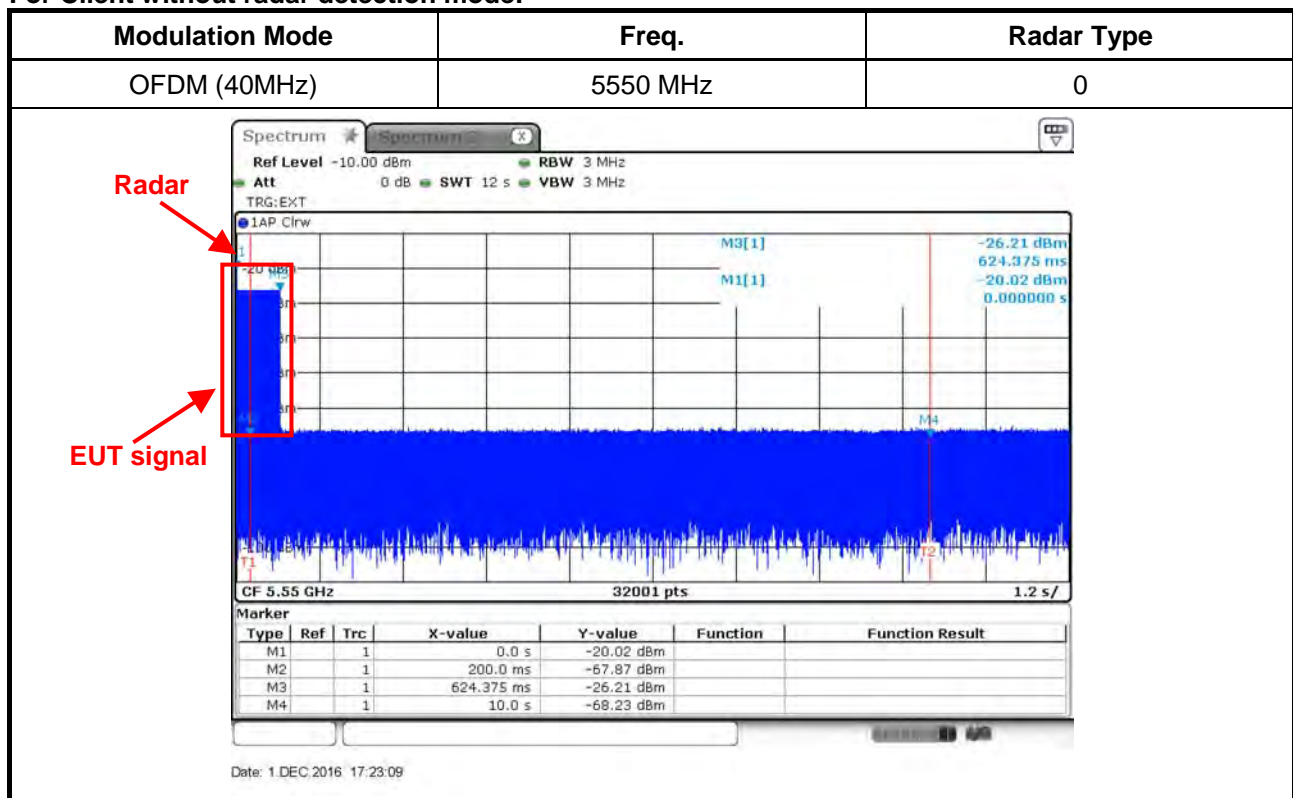 Modulation Mode Freq. Radar Type
OFDM (40MHz) 5550 MHz 0
Spectrum
Ref Level -10.00 dBm RBW 3 MHz
Att 0 dB SWT 12 s VBW 3 MHz
TRG:EXT
1AP Clrw
Radar
M3[1] -26.21 dBm
624.375 ms
M1[1] -20.02 dBm
0.000000 s
-20 dBm
M4
EUT signal
T1
T2
CF 5.55 GHz 32001 pts 1.2 s/
Marker
Type Ref Trc X-value Y-value Function Function Result
M1 1 0.0 s -20.02 dBm
M2 1 200.0 ms -67.87 dBm
M3 1 624.375 ms -26.21 dBm
M4 1 10.0 s -68.23 dBm
Date: 1.DEC.2016 17:23:09